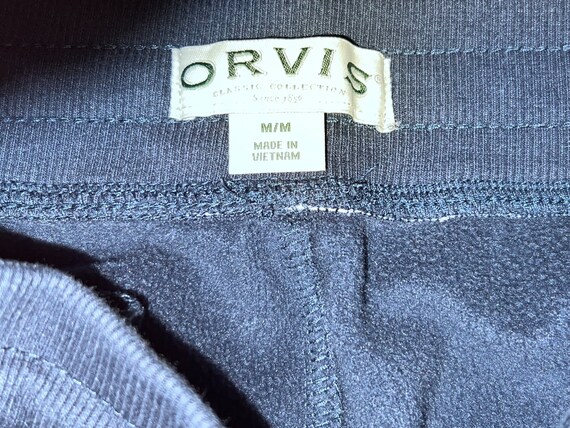 ORVIS
CLASSIC COLLECTION
Since 1856
M/M
MADE IN
VIETNAM